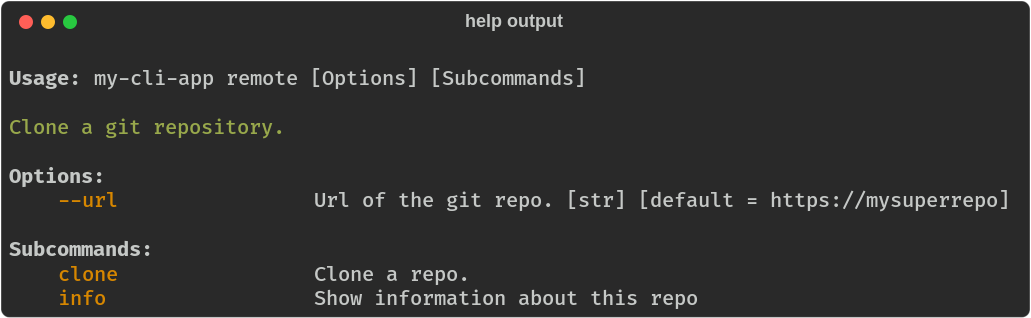 help output
Usage: my-cli-app remote [Options] [Subcommands]
Clone a git repository.
Options:
--url Url of the git repo. [str] [default = https://mysuperrepo]
Subcommands:
clone Clone a repo.
info Show information about this repo